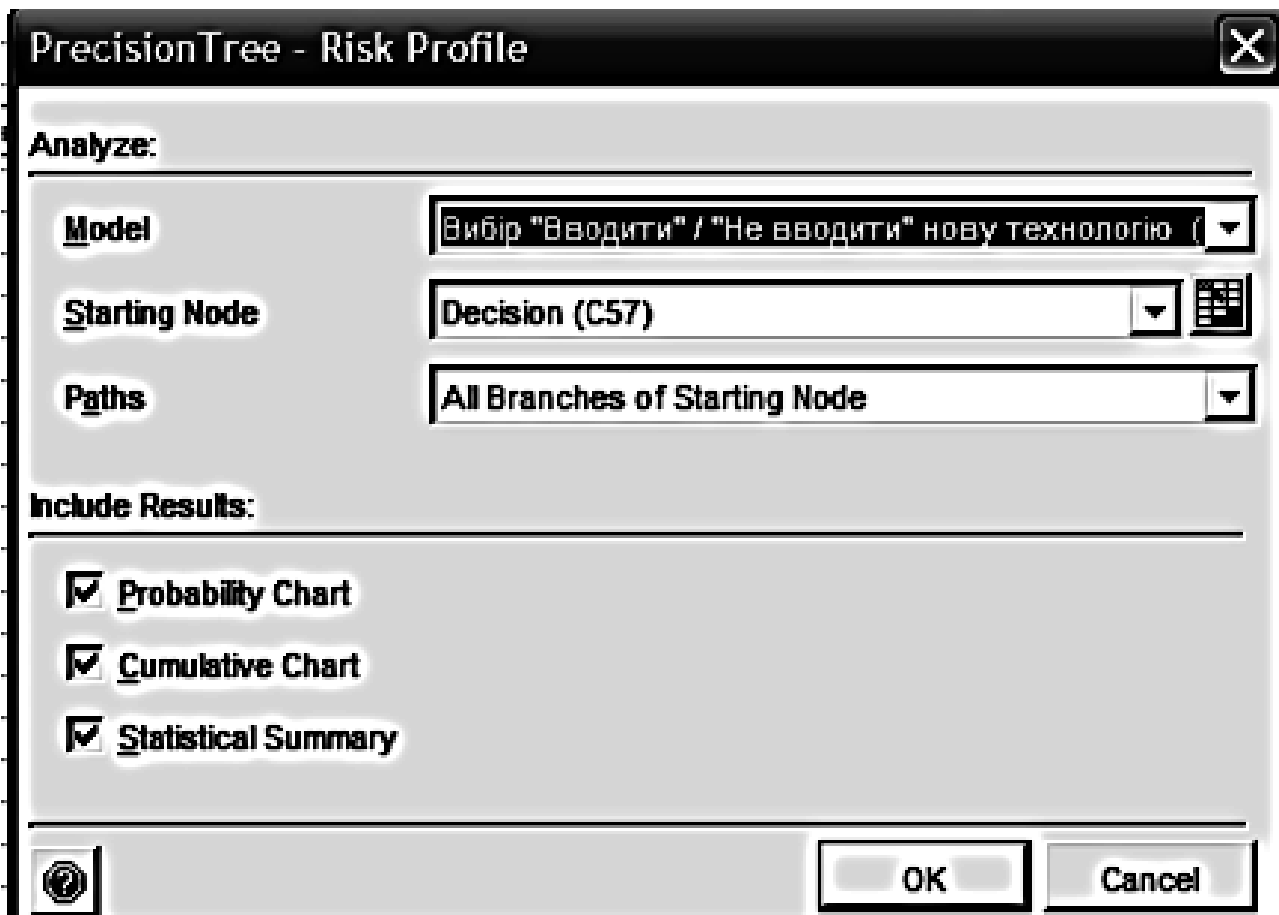 PrecisionTree - Risk Profile
Analyze:
Model Вибір "Вводити" / "Не вводити" нову технологію (
Starting Node Decision (C57)
Paths All Branches of Starting Node
Include Results:
Probability Chart
Cumulative Chart
Statistical Summary
OK Cancel